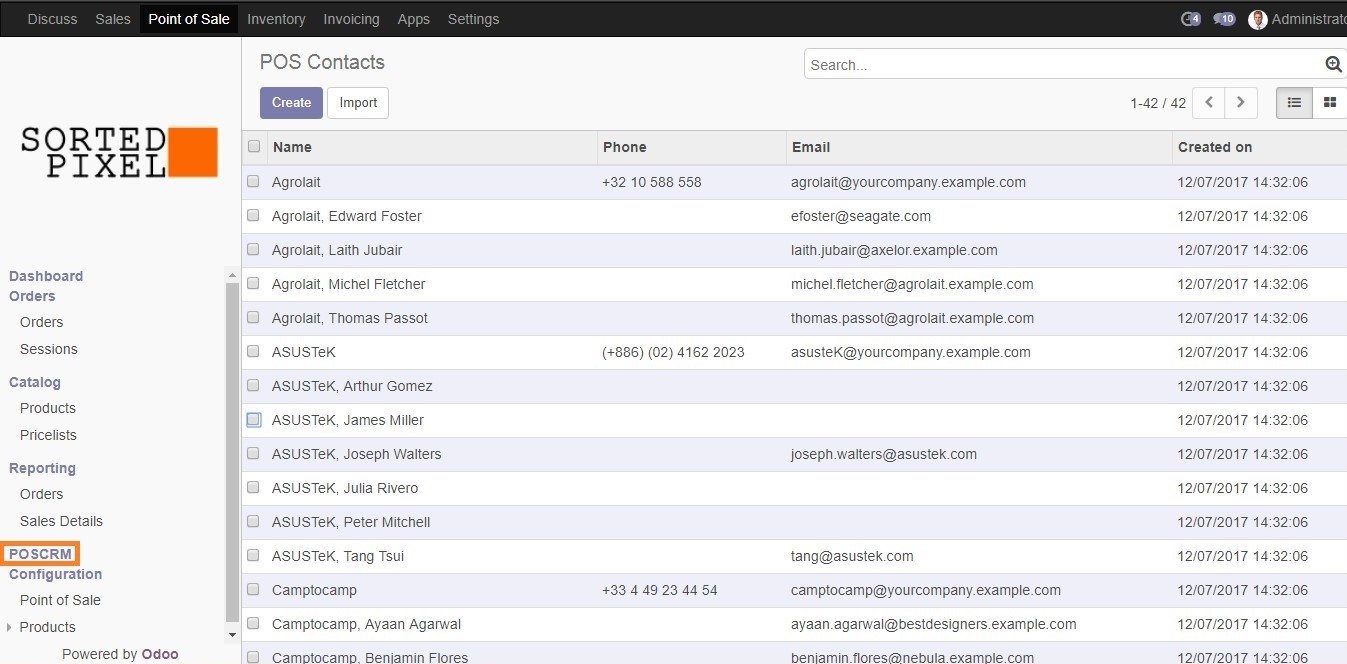 Discuss Sales Point of Sale Inventory Invoicing Apps Settings 4 10 Administrato
SORTED
PIXEL
Dashboard
Orders
Orders
Sessions
Catalog
Products
Pricelists
Reporting
Orders
Sales Details
POSCRM
Configuration
Point of Sale
Products
Powered by Odoo
POS Contacts
Search...
Create Import 1-42 / 42
Name Phone Email Created on
Agrolait +32 10 588 558 agrolait@yourcompany.example.com 12/07/2017 14:32:06
Agrolait, Edward Foster efoster@seagate.com 12/07/2017 14:32:06
Agrolait, Laith Jubair laith.jubair@axelor.example.com 12/07/2017 14:32:06
Agrolait, Michel Fletcher michel.fletcher@agrolait.example.com 12/07/2017 14:32:06
Agrolait, Thomas Passot thomas.passot@agrolait.example.com 12/07/2017 14:32:06
ASUSTeK (+886) (02) 4162 2023 asusteK@yourcompany.example.com 12/07/2017 14:32:06
ASUSTeK, Arthur Gomez 12/07/2017 14:32:06
ASUSTeK, James Miller 12/07/2017 14:32:06
ASUSTeK, Joseph Walters joseph.walters@asustek.com 12/07/2017 14:32:06
ASUSTeK, Julia Rivero 12/07/2017 14:32:06
ASUSTeK, Peter Mitchell 12/07/2017 14:32:06
ASUSTeK, Tang Tsui tang@asustek.com 12/07/2017 14:32:06
Camptocamp +33 4 49 23 44 54 camptocamp@yourcompany.example.com 12/07/2017 14:32:06
Camptocamp, Ayaan Agarwal ayaan.agarwal@bestdesigners.example.com 12/07/2017 14:32:06
Camptocamp, Benjamin Flores benjamin.flores@nebula.example.com 12/07/2017 14:32:06